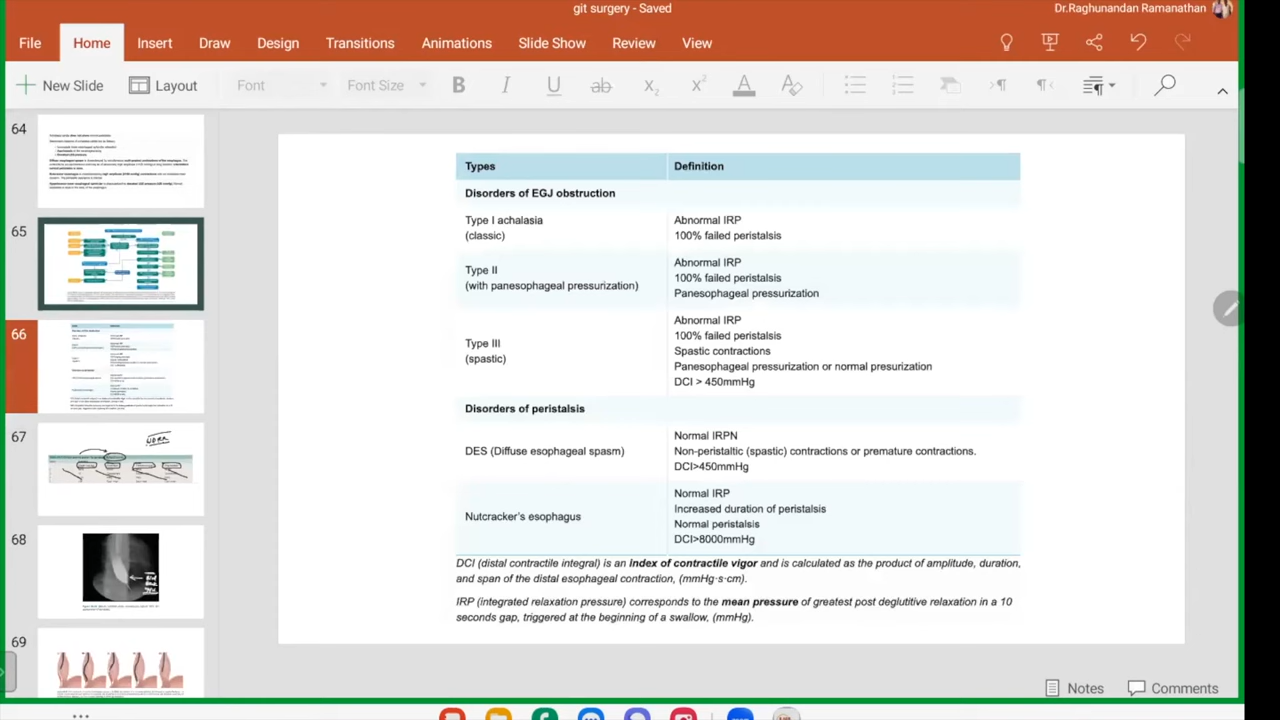 git surgery - Saved
Dr.Raghunandan Ramanathan
File
Home
Insert
Draw
Design
Transitions
Animations
Slide Show
Review
View
New Slide
Layout
Font
Font Size
64
65
66
67
68
69
Types Definition
Disorders of EGJ obstruction
Type I achalasia
(classic)
Abnormal IRP
100% failed peristalsis
Type II
(with panesophageal pressurization)
Abnormal IRP
100% failed peristalsis
Panesophageal pressurization
Type III
(spastic)
Abnormal IRP
100% failed peristalsis
Spastic contractions
Panesophageal pressurization or normal presurization
DCI > 450mmHg
Disorders of peristalsis
DES (Diffuse esophageal spasm)
Normal IRPN
Non-peristaltic (spastic) contractions or premature contractions.
DCI>450mmHg
Nutcracker's esophagus
Normal IRP
Increased duration of peristalsis
Normal peristalsis
DCI>8000mmHg
DCI (distal contractile integral) is an index of contractile vigor and is calculated as the product of amplitude, duration,
and span of the distal esophageal contraction, (mmHg·s·cm).
IRP (integrated relaxation pressure) corresponds to the mean pressure of greatest post deglutitive relaxation in a 10
seconds gap, triggered at the beginning of a swallow, (mmHg).
Notes
Comments